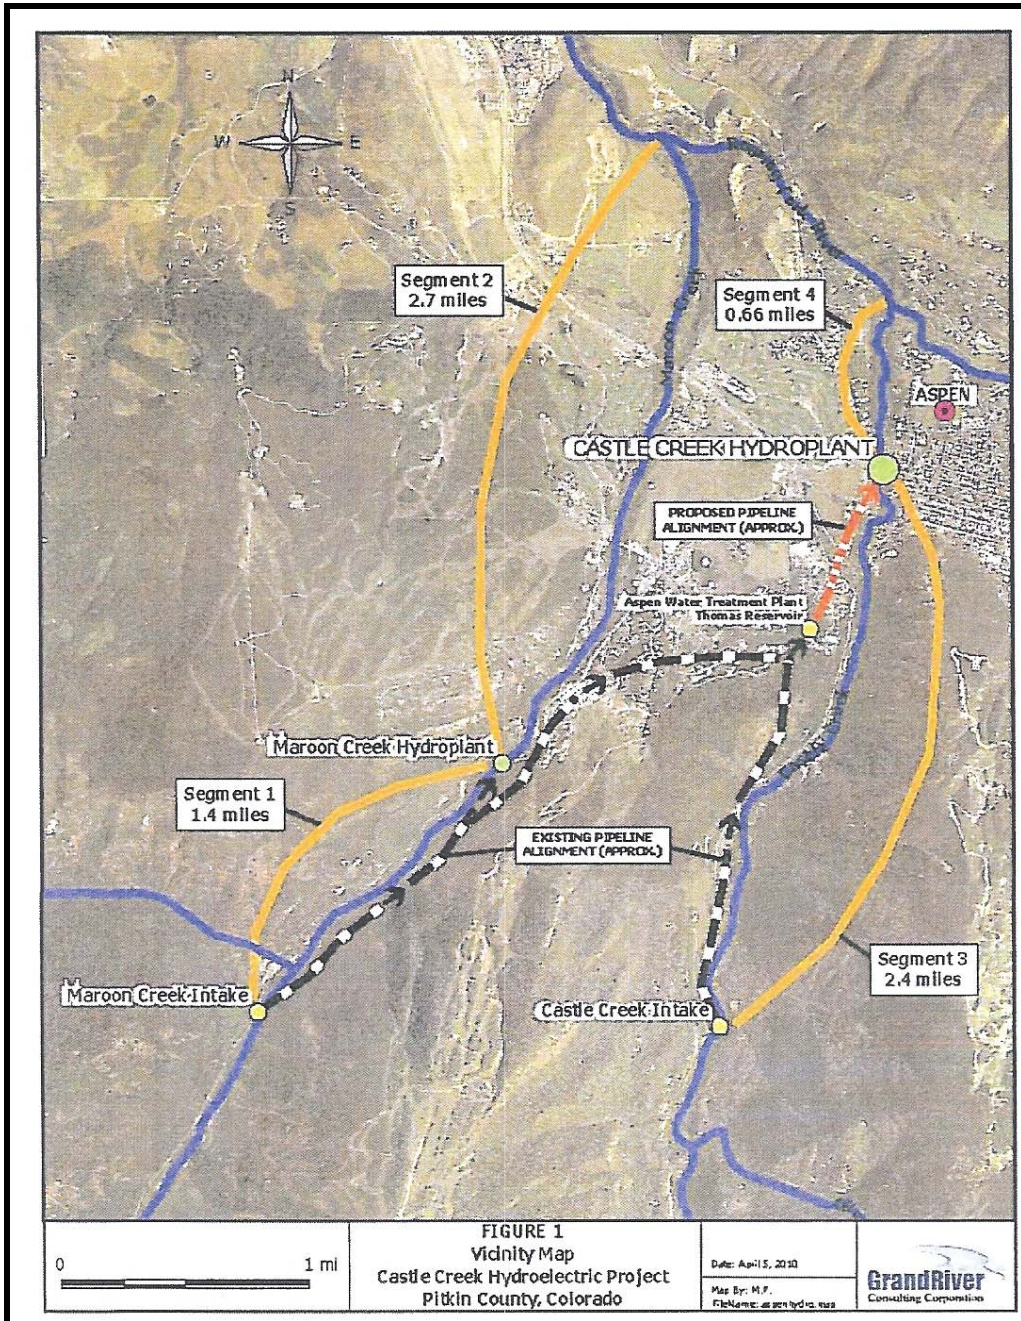 N
W
E
S
Segment 2
2.7 miles
Segment 4
0.66 miles
Maroon Creek
ASPEN
CASTLE CREEK HYDROPLANT
PROPOSED PIPELINE
ALIGNMENT (APPROX.)
Aspen Water Treatment Plant
Thomas Reservoir
Maroon Creek Hydroplant
Segment 1
1.4 miles
EXISTING PIPELINE
ALIGNMENT (APPROX.)
Segment 3
2.4 miles
Maroon Creek Intake
Castle Creek Intake
0
1 mi
FIGURE 1
Vicinity Map
Castle Creek Hydroelectric Project
Pitkin County, Colorado
Date: April 5, 2010
Map By: M.P.
FileName: aspenhydro.map
GrandRiver
Consulting Corporation